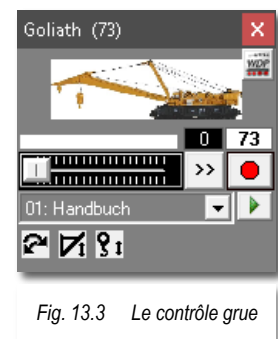 Goliath (73)
WDP
0 73
>>
01: Handbuch
Fig. 13.3 Le contrôle grue